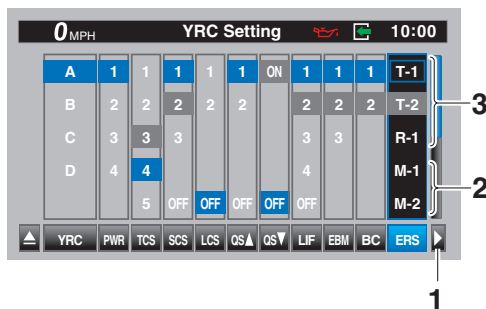 0 MPH YRC Setting 10:00
A 1 1 1 1 1 ON 1 1 1 T-1
B 2 2 2 2 2 2 2 2 T-2
C 3 3 3 3 3 R-1
D 4 4 4 M-1
5 OFF OFF OFF OFF OFF M-2
YRC PWR TCS SCS LCS QS▲ QS▼ LIF EBM BC ERS
3
2
1